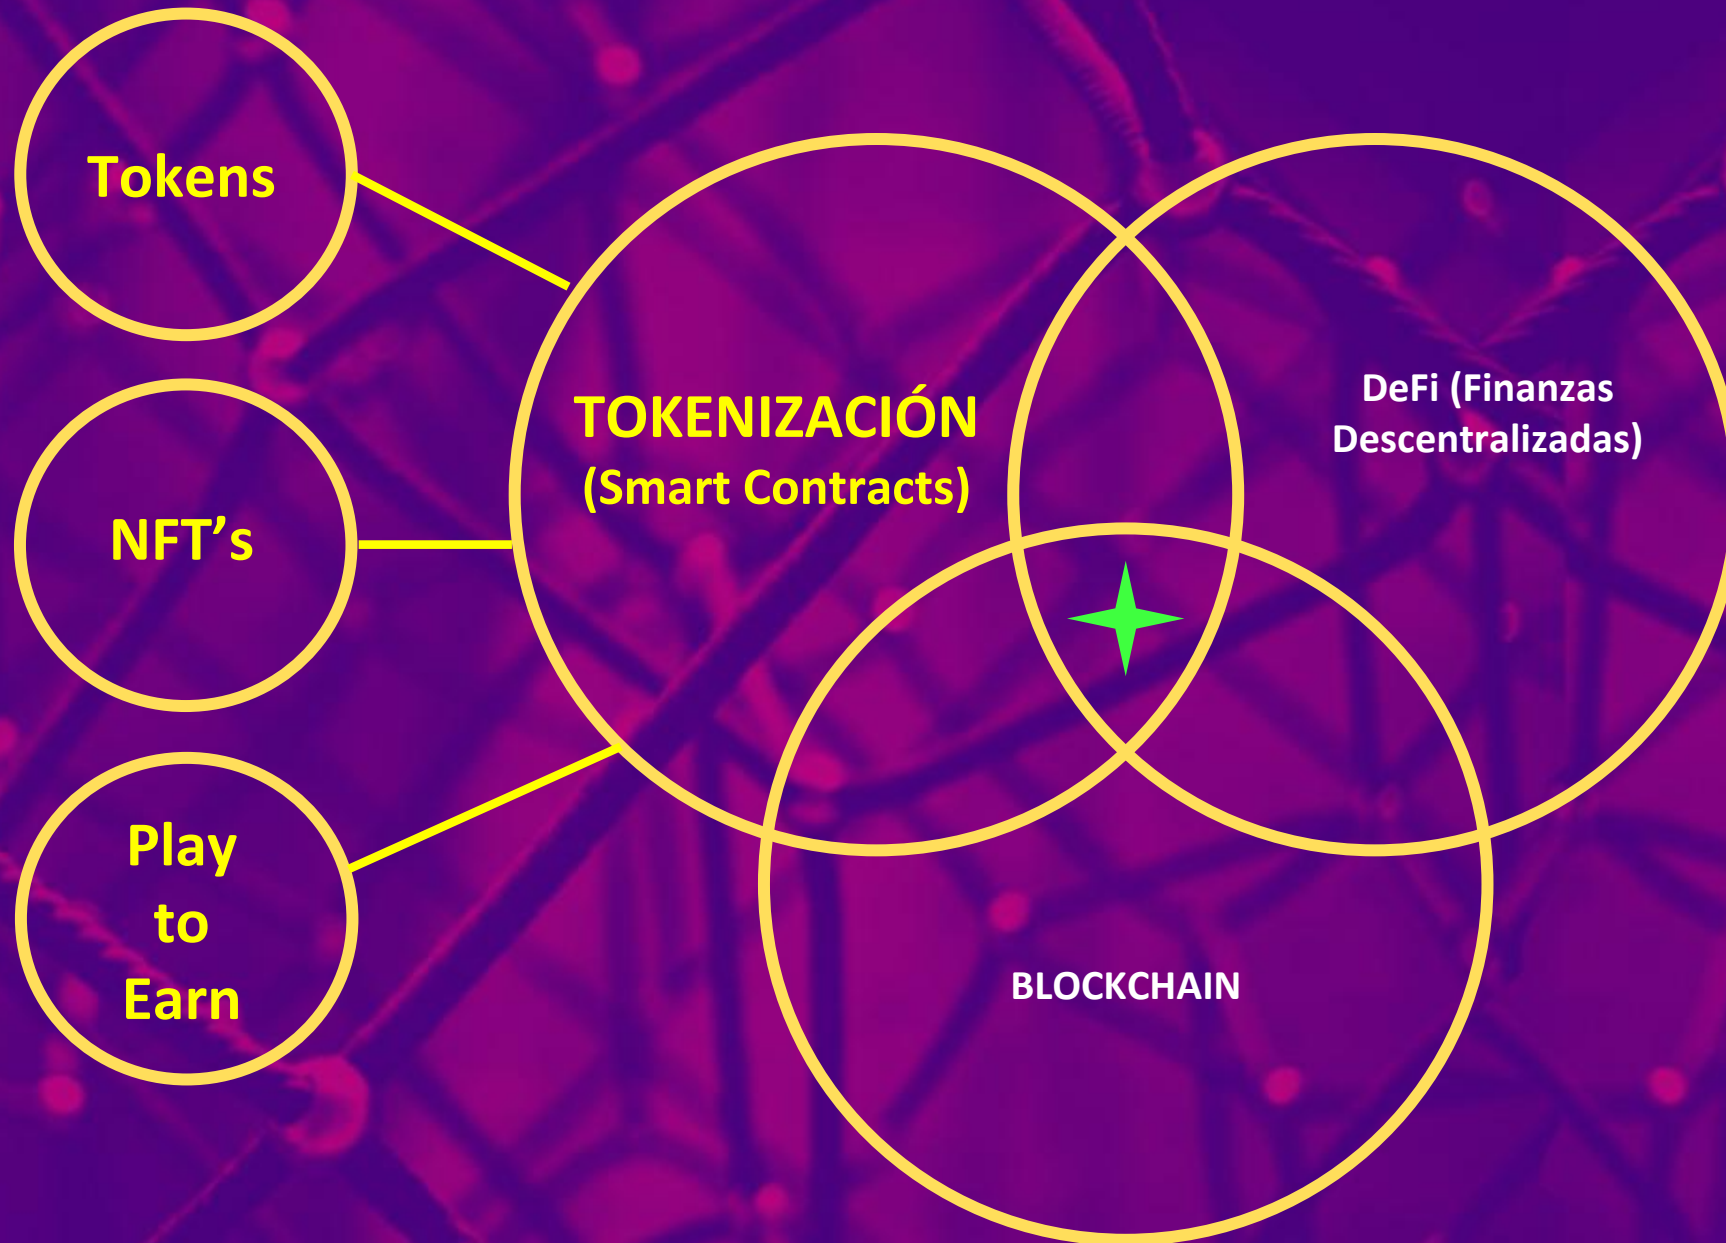 Tokens
NFT’s
Play
to
Earn
TOKENIZACIÓN
(Smart Contracts)
DeFi (Finanzas
Descentralizadas)
BLOCKCHAIN